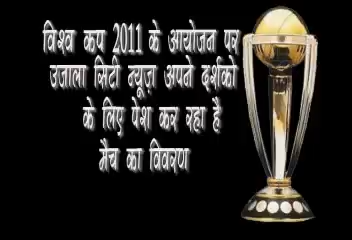 विश्व कप 2011 के आयोजन पर
उजाला सिटी न्यूज़ अपने दर्शको
के लिए पेश कर रहा है
मैच का विवरण